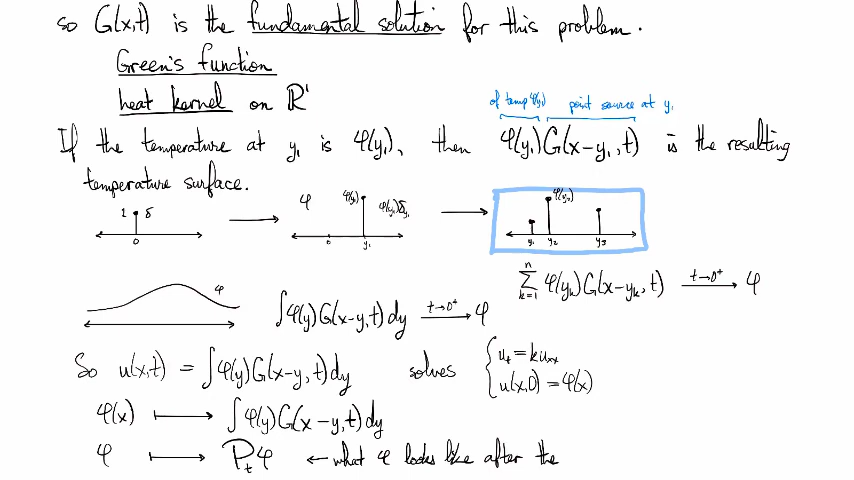 so G(x,t) is the fundamental solution for this problem.
Green's function
heat kernel on ℝ¹
of temp φ(y₁) point source at y₁
If the temperature at y₁ is φ(y₁), then φ(y₁)G(x-y₁,t) is the resulting
temperature surface.
1 δ
0
φ φ(y₁) φ(y₁)δ_y₁
0 y₁
φ(y₂)
y₁ y₂ y₃
∑_{k=1}^{n} φ(y_k)G(x-y_k,t) t→0⁺ φ
φ
∫φ(y)G(x-y,t)dy t→0⁺ φ
So u(x,t) = ∫φ(y)G(x-y,t)dy solves { u_t = ku_xx
u(x,0) = φ(x)
φ(x) ⟼ ∫φ(y)G(x-y,t)dy
φ ⟼ P_tφ ← what φ looks like after the